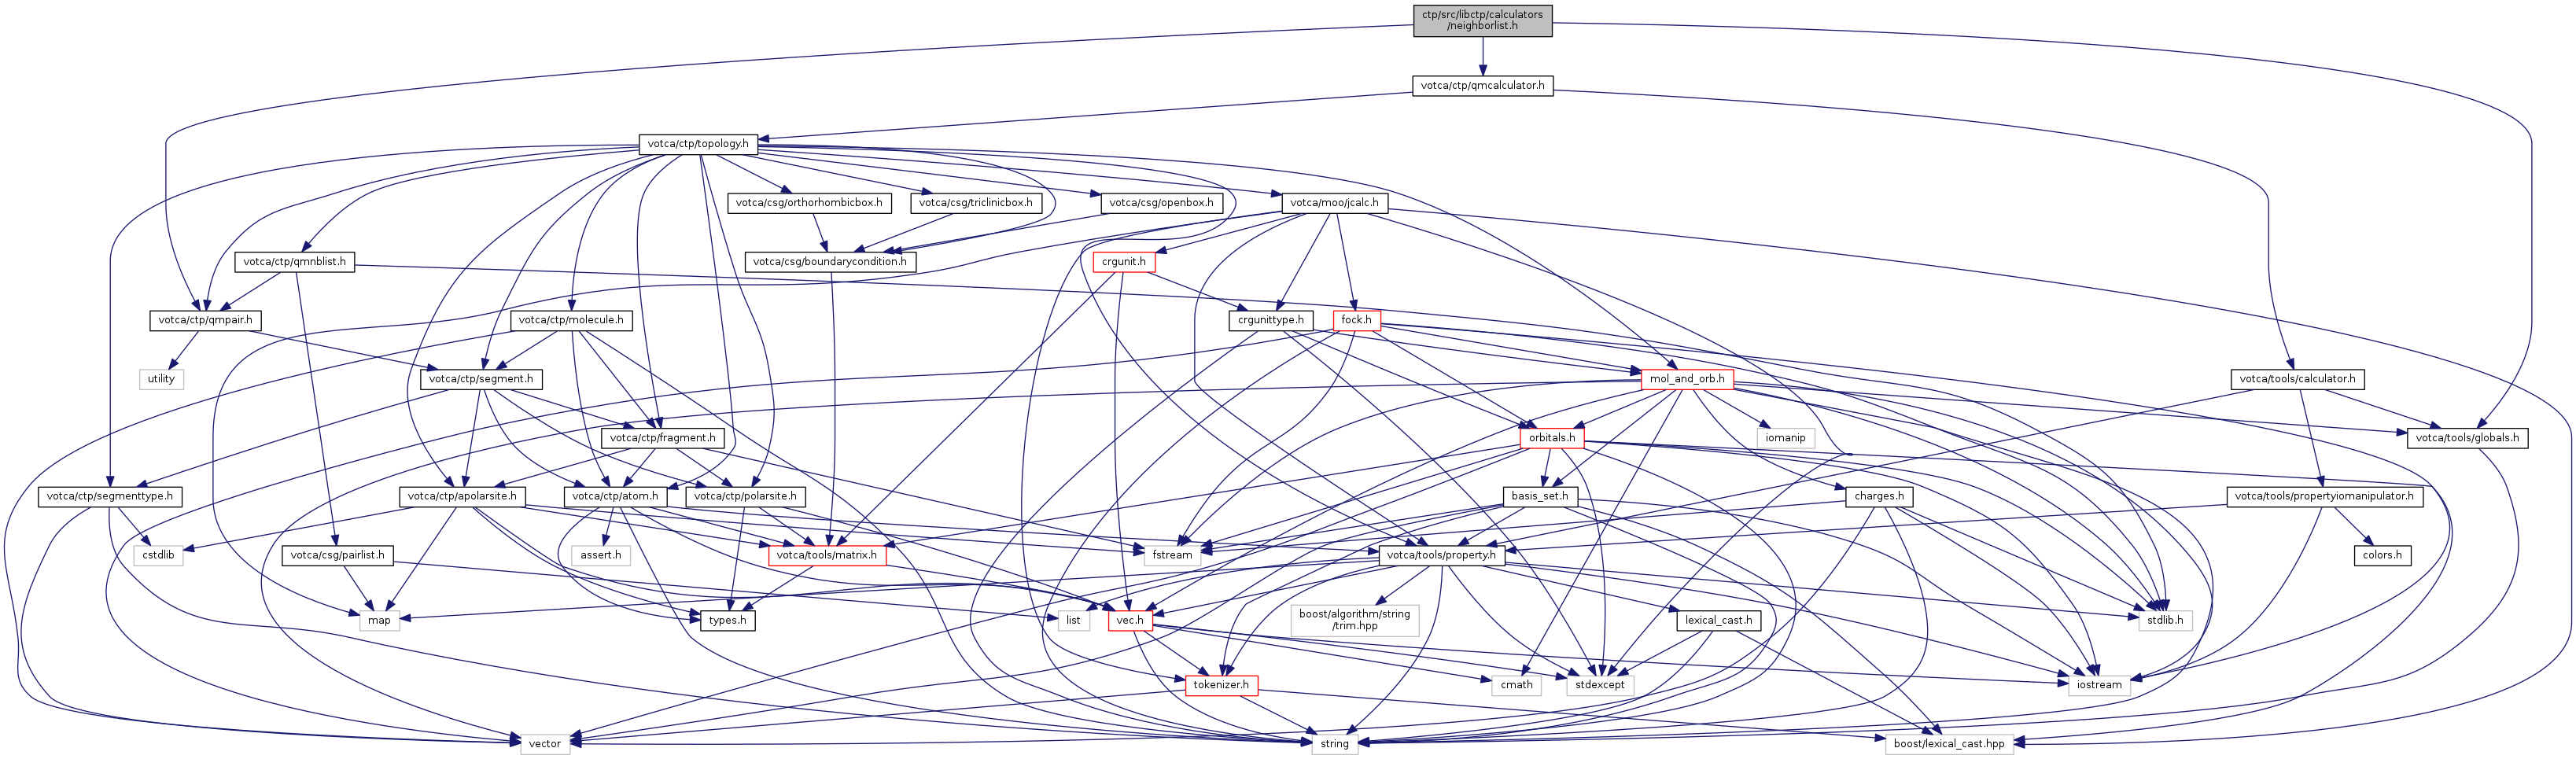 ctp/src/libctp/calculators
/neighborlist.h
votca/ctp/qmcalculator.h
votca/ctp/topology.h
votca/csg/orthorhombicbox.h
votca/csg/triclinicbox.h
votca/csg/openbox.h
votca/moo/jcalc.h
votca/ctp/qmnblist.h
votca/csg/boundarycondition.h
crgunit.h
votca/ctp/qmpair.h
votca/ctp/molecule.h
crgunittype.h
fock.h
utility
votca/ctp/segment.h
mol_and_orb.h
votca/tools/calculator.h
votca/ctp/fragment.h
orbitals.h
iomanip
votca/tools/globals.h
votca/ctp/segmenttype.h
votca/ctp/apolarsite.h
votca/ctp/atom.h
votca/ctp/polarsite.h
basis_set.h
charges.h
votca/tools/propertyiomanipulator.h
cstdlib
votca/csg/pairlist.h
assert.h
votca/tools/matrix.h
fstream
votca/tools/property.h
colors.h
map
types.h
list
vec.h
boost/algorithm/string
/trim.hpp
lexical_cast.h
stdlib.h
tokenizer.h
cmath
stdexcept
iostream
vector
string
boost/lexical_cast.hpp